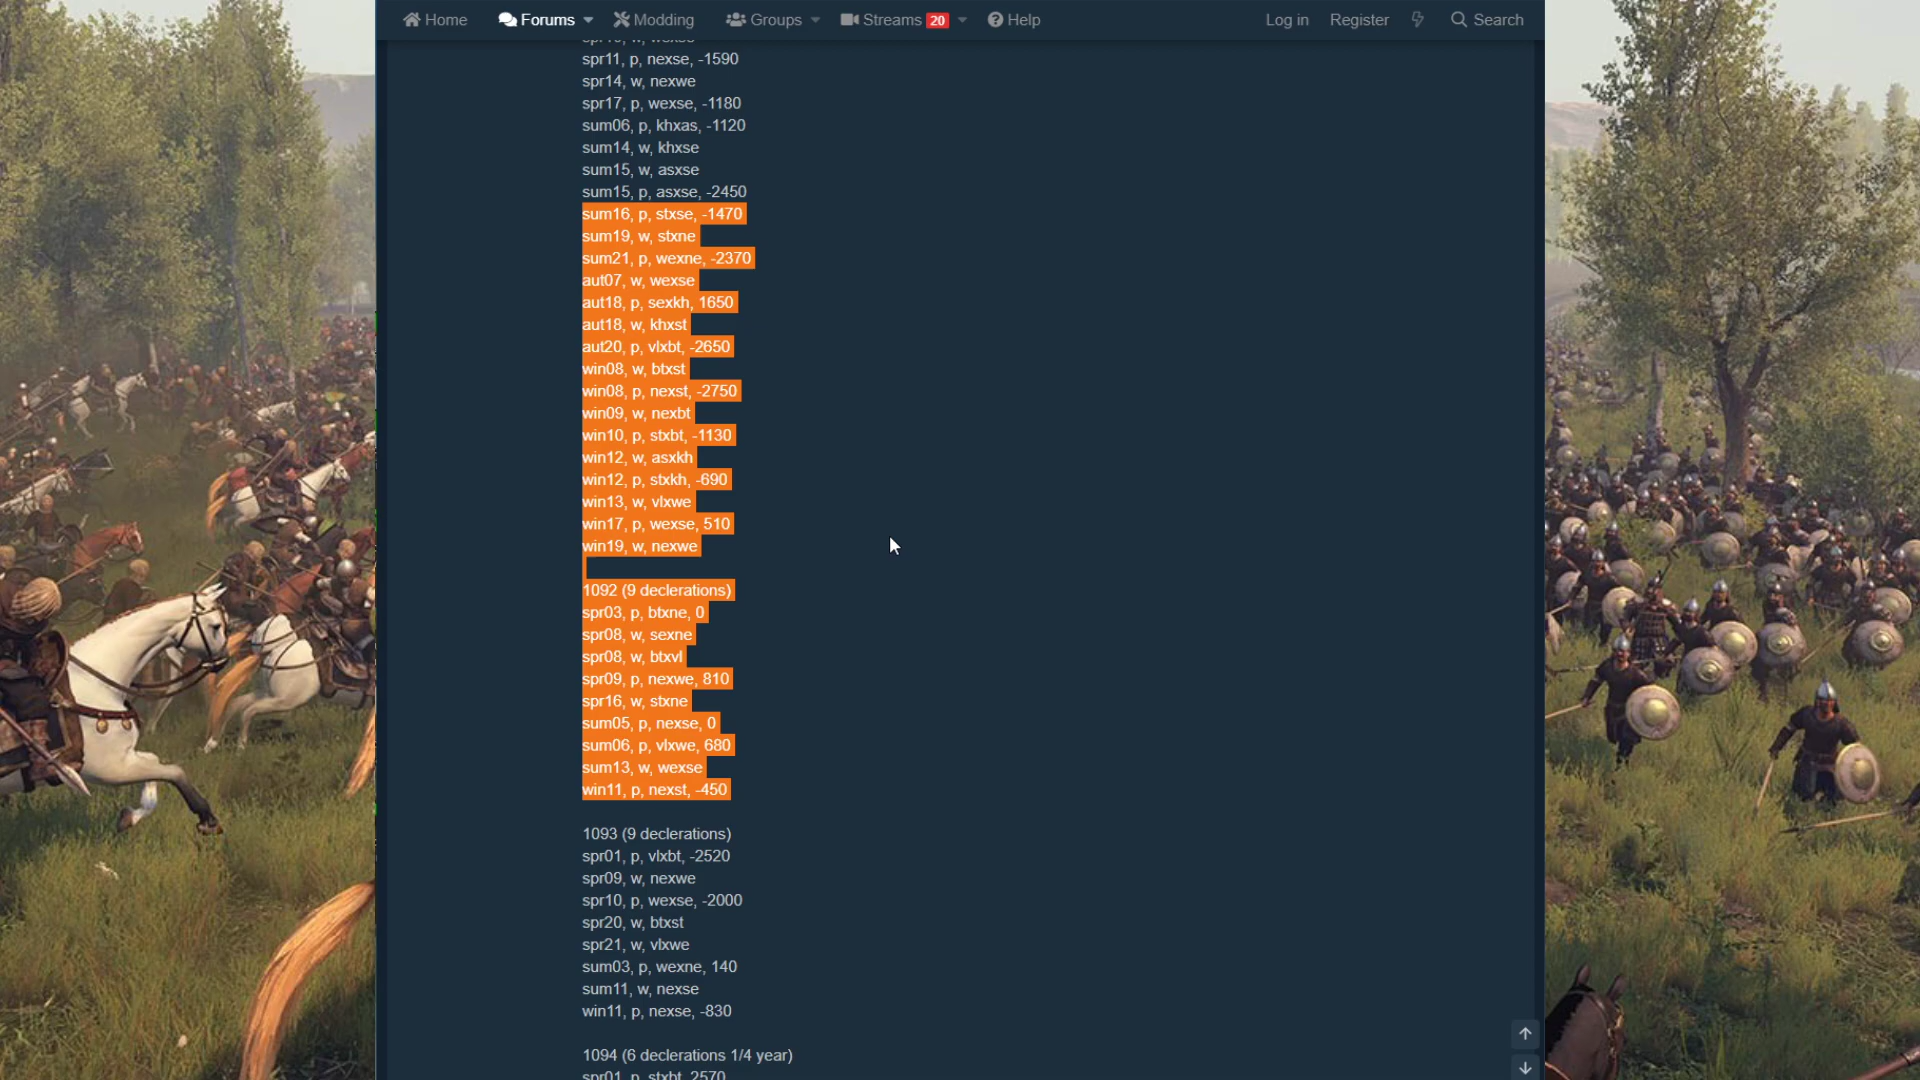 Home Forums Modding Groups Streams 20 Help Log in Register Search
spr11, p, nexse, -1590
spr14, w, nexwe
spr17, p, wexse, -1180
sum06, p, khxas, -1120
sum14, w, khxse
sum15, w, asxse
sum15, p, asxse, -2450
sum16, p, stxse, -1470
sum19, w, stxne
sum21, p, wexne, -2370
aut07, w, wexse
aut18, p, sexkh, 1650
aut18, w, khxst
aut20, p, vlxbt, -2650
win08, w, btxst
win08, p, nexst, -2750
win09, w, nexbt
win10, p, stxbt, -1130
win12, w, asxkh
win12, p, stxkh, -690
win13, w, vlxwe
win17, p, wexse, 510
win19, w, nexwe
1092 (9 declerations)
spr03, p, btxne, 0
spr08, w, sexne
spr08, w, btxvl
spr09, p, nexwe, 810
spr16, w, stxne
sum05, p, nexse, 0
sum06, p, vlxwe, 680
sum13, w, wexse
win11, p, nexst, -450
1093 (9 declerations)
spr01, p, vlxbt, -2520
spr09, w, nexwe
spr10, p, wexse, -2000
spr20, w, btxst
spr21, w, vlxwe
sum03, p, wexne, 140
sum11, w, nexse
win11, p, nexse, -830
1094 (6 declerations 1/4 year)
spr01, p, stxbt, 2570